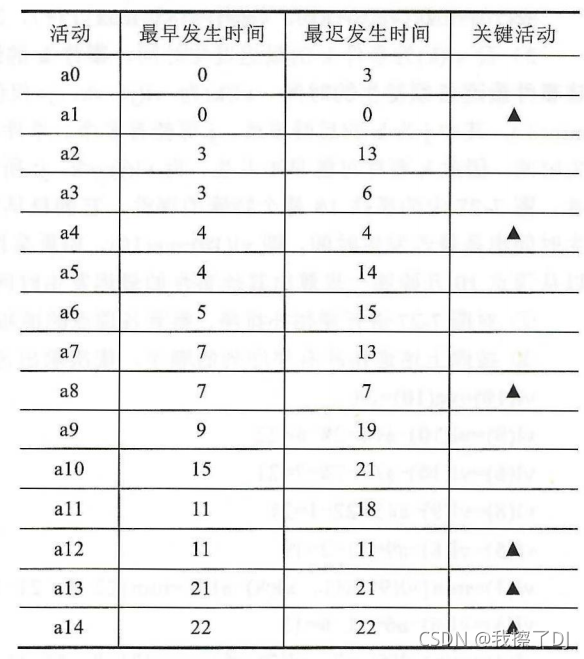 活动 最早发生时间 最迟发生时间 关键活动
a0 0 3
a1 0 0 ▲
a2 3 13
a3 3 6
a4 4 4 ▲
a5 4 14
a6 5 15
a7 7 13
a8 7 7 ▲
a9 9 19
a10 15 21
a11 11 18
a12 11 11 ▲
a13 21 21 ▲
a14 22 22 ▲
CSDN @我擦了DJ